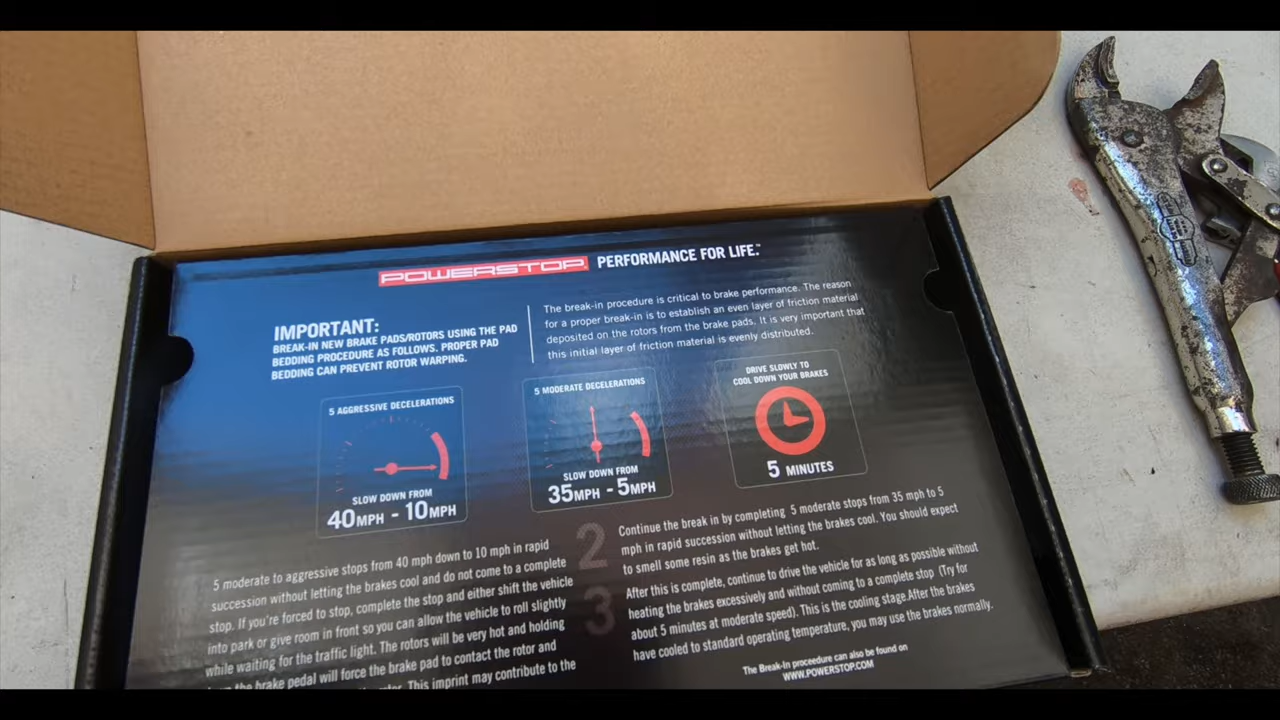 POWERSTOP PERFORMANCE FOR LIFE.™
IMPORTANT:
BREAK-IN NEW BRAKE PADS/ROTORS USING THE PAD
BEDDING PROCEDURE AS FOLLOWS. PROPER PAD
BEDDING CAN PREVENT ROTOR WARPING.
The break-in procedure is critical to brake performance. The reason
for a proper break-in is to establish an even layer of friction material
deposited on the rotors from the brake pads. It is very important that
this initial layer of friction material is evenly distributed.
5 AGGRESSIVE DECELERATIONS
SLOW DOWN FROM
40MPH - 10MPH
5 MODERATE DECELERATIONS
SLOW DOWN FROM
35MPH - 5MPH
DRIVE SLOWLY TO
COOL DOWN YOUR BRAKES
5 MINUTES
5 moderate to aggressive stops from 40 mph down to 10 mph in rapid
succession without letting the brakes cool and do not come to a complete
stop. If you're forced to stop, complete the stop and either shift the vehicle
into park or give room in front so you can allow the vehicle to roll slightly
while waiting for the traffic light. The rotors will be very hot and holding
the brake pedal will force the brake pad to contact the rotor and
This imprint may contribute to the
2
Continue the break in by completing 5 moderate stops from 35 mph to 5
mph in rapid succession without letting the brakes cool. You should expect
to smell some resin as the brakes get hot.
3
After this is complete, continue to drive the vehicle for as long as possible without
heating the brakes excessively and without coming to a complete stop (Try for
about 5 minutes at moderate speed). This is the cooling stage.After the brakes
have cooled to standard operating temperature, you may use the brakes normally.
The Break-In proceedure can also be found on
WWW.POWERSTOP.COM